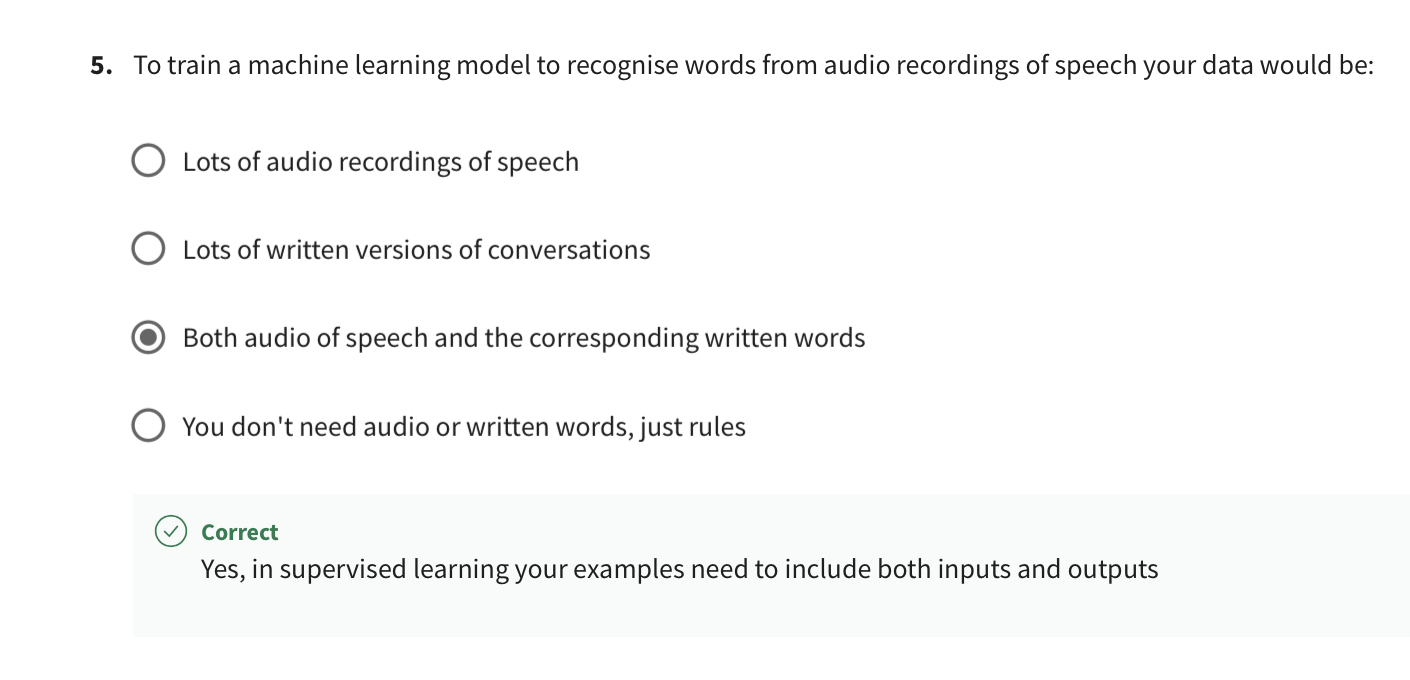 5. To train a machine learning model to recognise words from audio recordings of speech your data would be:
Lots of audio recordings of speech
Lots of written versions of conversations
Both audio of speech and the corresponding written words
You don't need audio or written words, just rules
Correct
Yes, in supervised learning your examples need to include both inputs and outputs